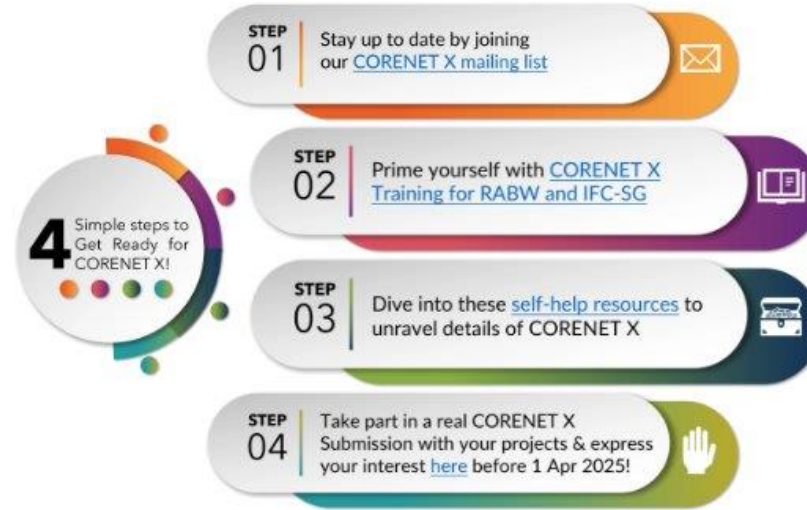 4
Simple steps to
Get Ready for
CORENET X!
STEP
01
Stay up to date by joining
our CORENET X mailing list
STEP
02
Prime yourself with CORENET X
Training for RABW and IFC-SG
STEP
03
Dive into these self-help resources to
unravel details of CORENET X
STEP
04
Take part in a real CORENET X
Submission with your projects & express
your interest here before 1 Apr 2025!